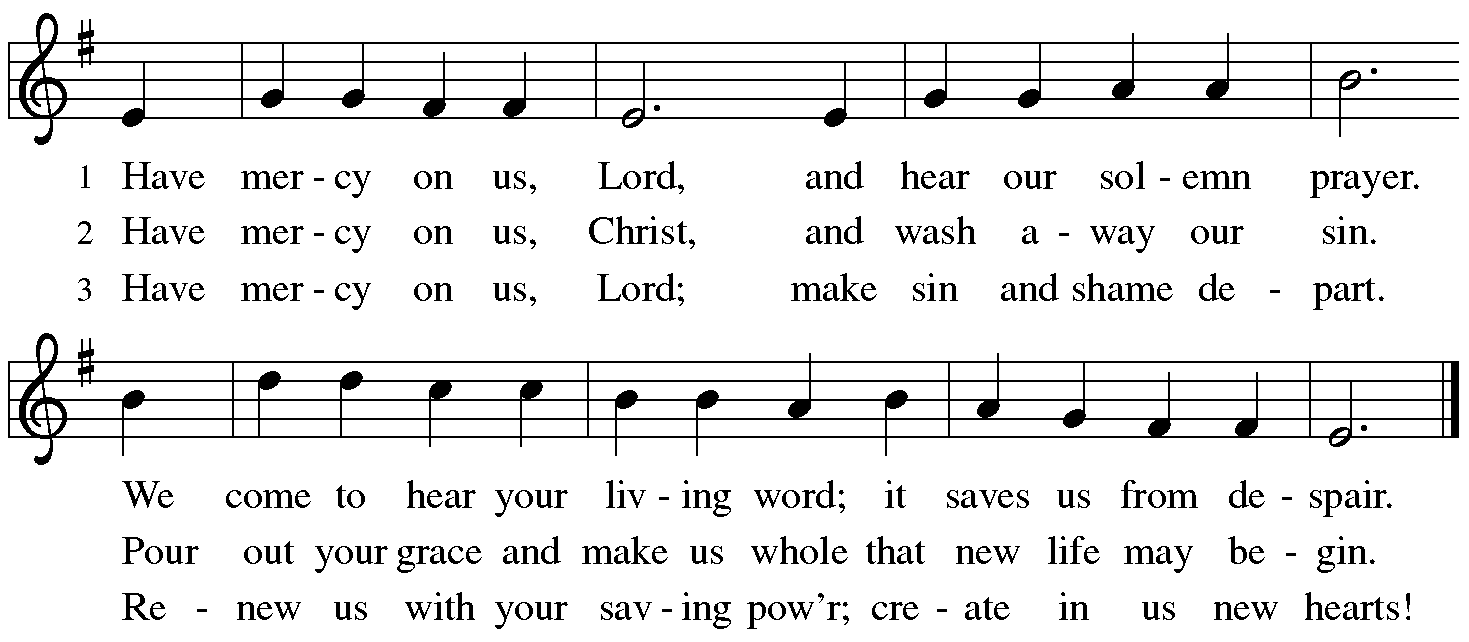 1 Have mer - cy on us, Lord, and hear our sol - emn prayer.
2 Have mer - cy on us, Christ, and wash a - way our sin.
3 Have mer - cy on us, Lord; make sin and shame de - part.
We come to hear your liv - ing word; it saves us from de - spair.
Pour out your grace and make us whole that new life may be - gin.
Re - new us with your sav - ing pow'r; cre - ate in us new hearts!